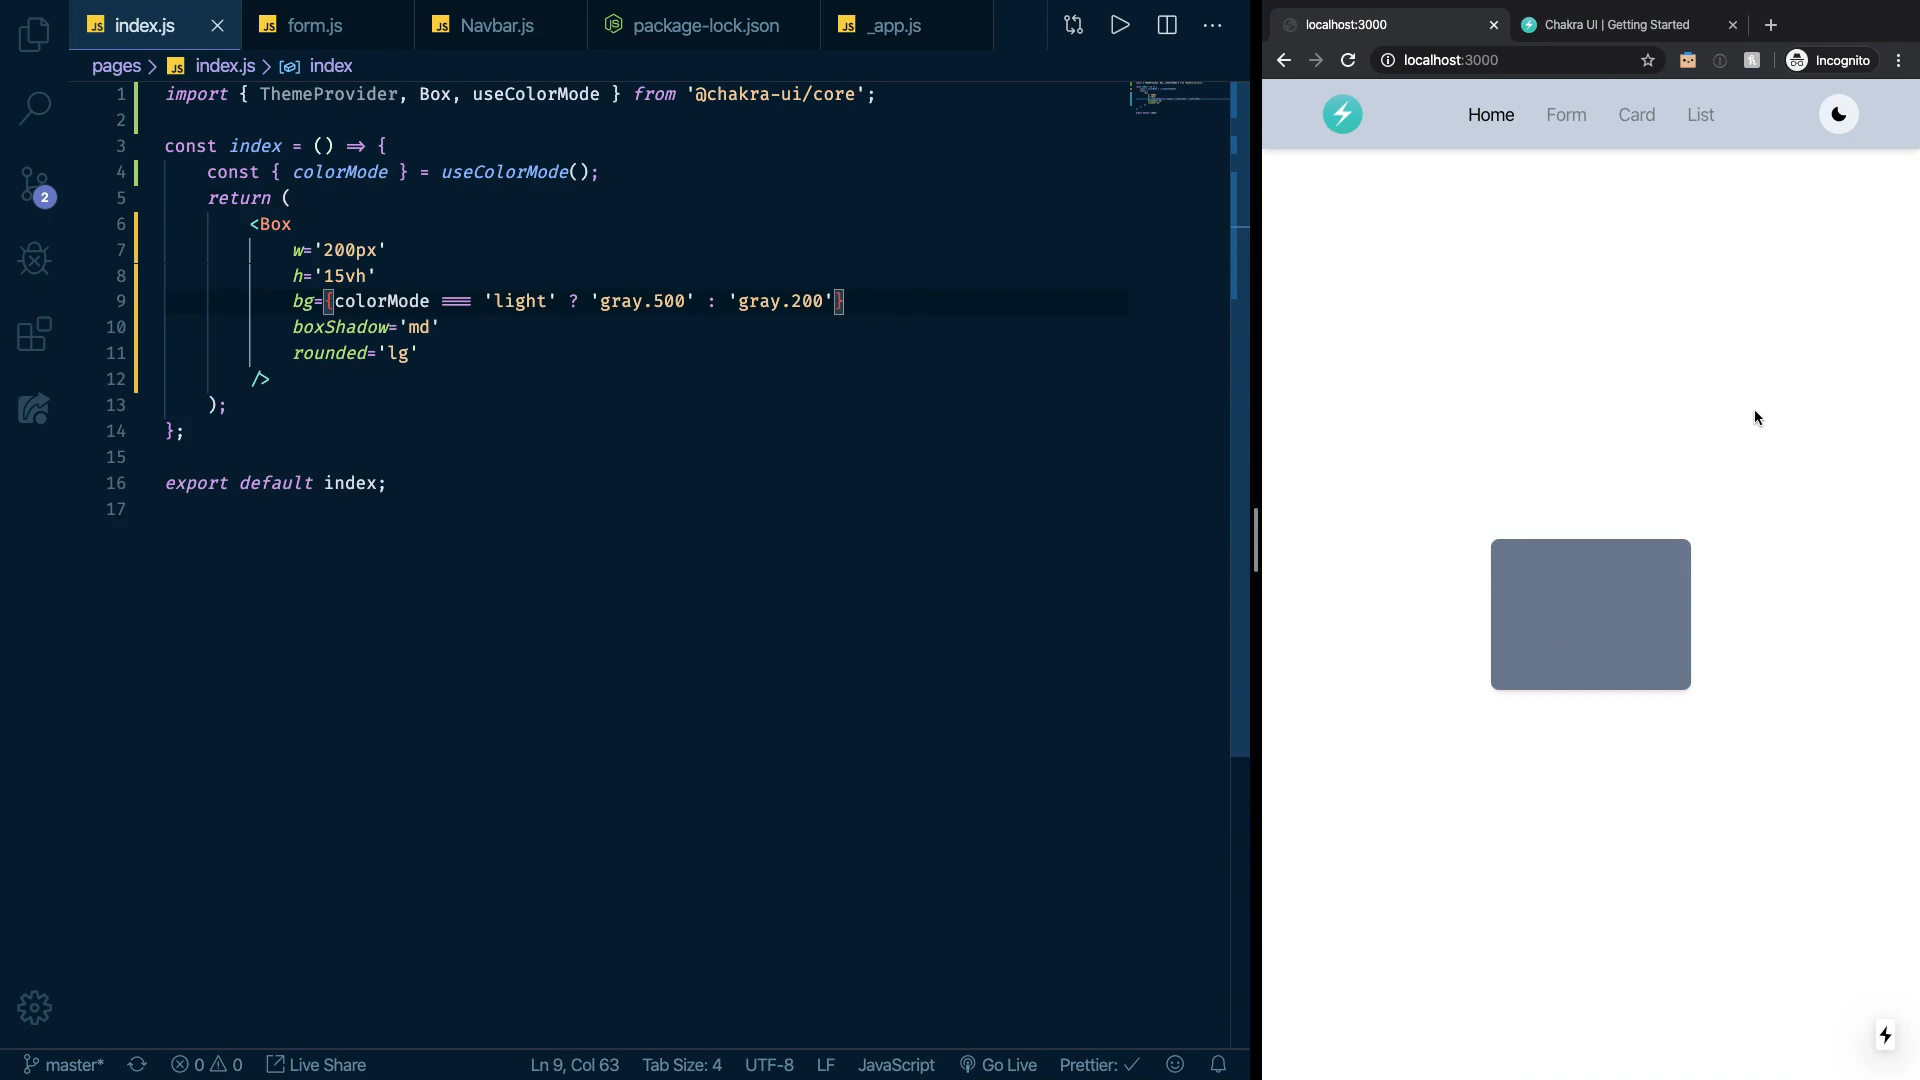 index.js
form.js
Navbar.js
package-lock.json
_app.js
pages > JS index.js > index
1 import { ThemeProvider, Box, useColorMode } from '@chakra-ui/core';
2
3 const index = () => {
4 const { colorMode } = useColorMode();
5 return (
6 <Box
7 w='200px'
8 h='15vh'
9 bg={colorMode === 'light' ? 'gray.500' : 'gray.200'}
10 boxShadow='md'
11 rounded='lg'
12 />
13 );
14 };
15
16 export default index;
17
2
master*
0
0
Live Share
Ln 9, Col 63
Tab Size: 4
UTF-8
LF
JavaScript
Go Live
Prettier: ✓
localhost:3000
Chakra UI | Getting Started
localhost:3000
Incognito
Home
Form
Card
List